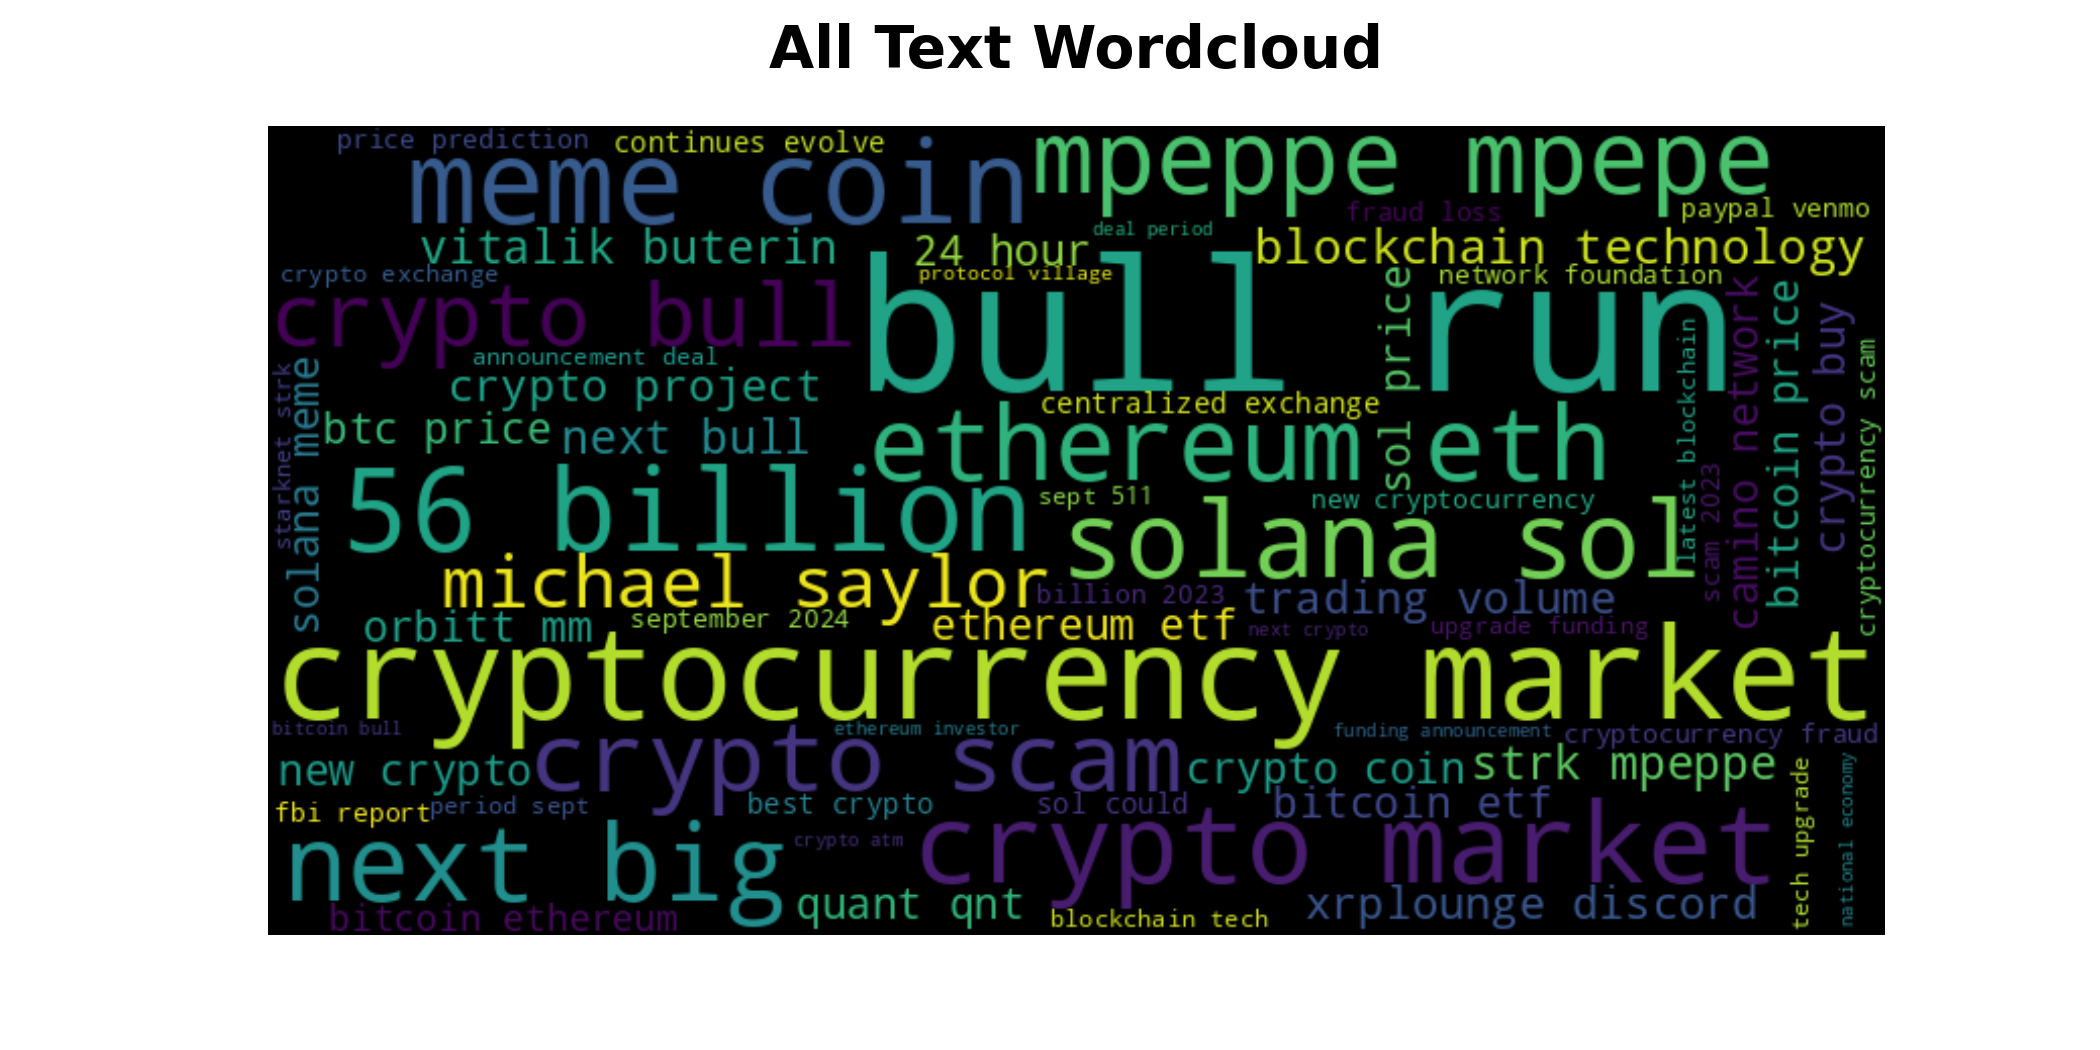 All Text Wordcloud
price prediction
continues evolve
meme coin
mpeppe mpepe
fraud loss
paypal venmo
vitalik buterin
24 hour
deal period
blockchain technology
crypto exchange
protocol village
network foundation
crypto bull
bull run
sol price
camino network
bitcoin price
crypto buy
latest blockchain
cryptocurrency scam
announcement deal
crypto project
starknet strk
solana meme
centralized exchange
btc price
next bull
ethereum eth
56 billion
sept 511
new cryptocurrency
scam 2023
solana sol
michael saylor
billion 2023
trading volume
orbitt mm
september 2024
ethereum etf
next crypto
upgrade funding
cryptocurrency market
bitcoin bull
ethereum investor
funding announcement
cryptocurrency fraud
new crypto
crypto scam
crypto coin
strk mpeppe
tech upgrade
national economy
fbi report
period sept
best crypto
sol could
bitcoin etf
next big
crypto atm
crypto market
bitcoin ethereum
quant qnt
blockchain tech
xrplounge discord